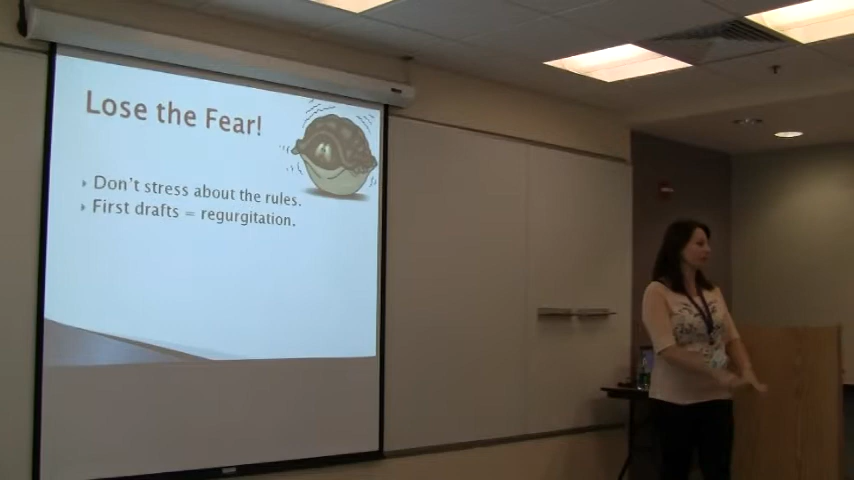 Lose the Fear!
Don't stress about the rules.
First drafts = regurgitation.